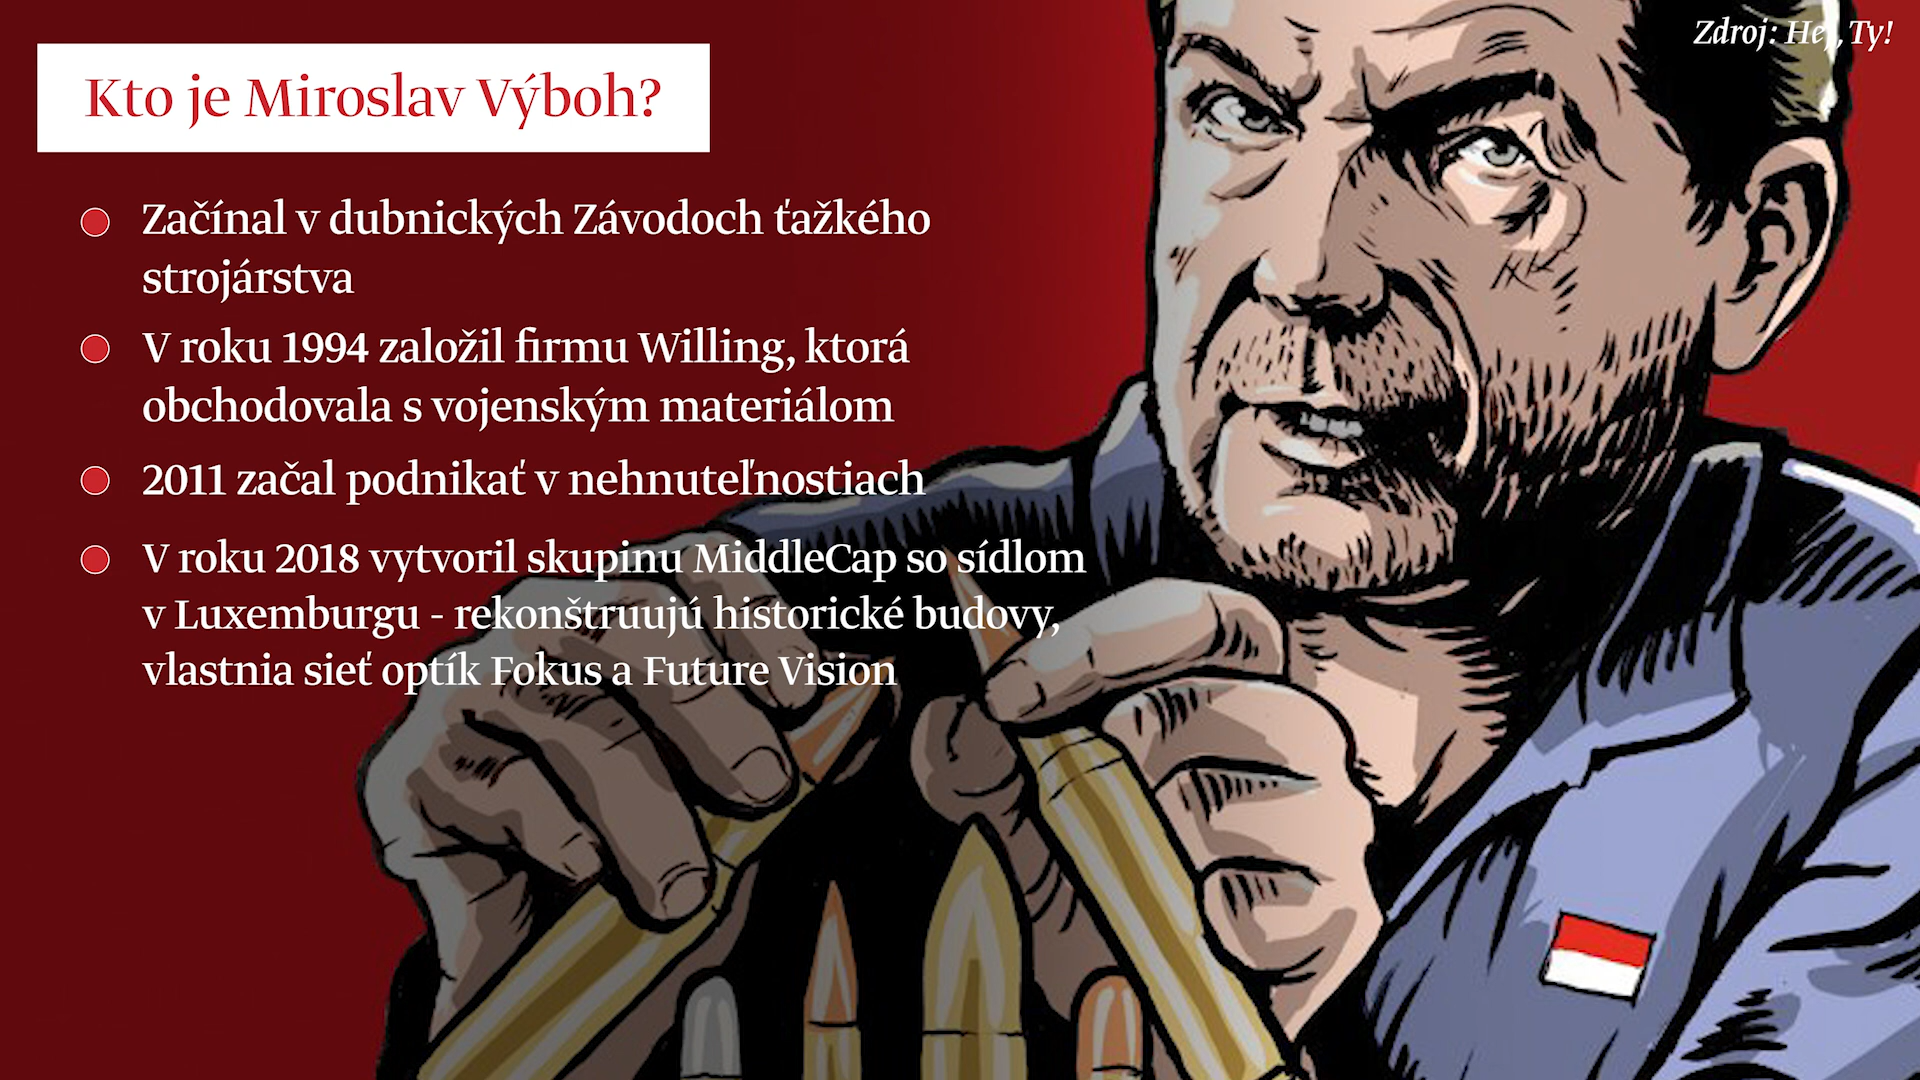 Zdroj: Hej, Ty!
Kto je Miroslav Výboh?
Začínal v dubnických Závodoch ťažkého
strojárstva
V roku 1994 založil firmu Willing, ktorá
obchodovala s vojenským materiálom
2011 začal podnikať v nehnuteľnostiach
V roku 2018 vytvoril skupinu MiddleCap so sídlom
v Luxemburgu - rekonštruujú historické budovy,
vlastnia sieť optík Fokus a Future Vision